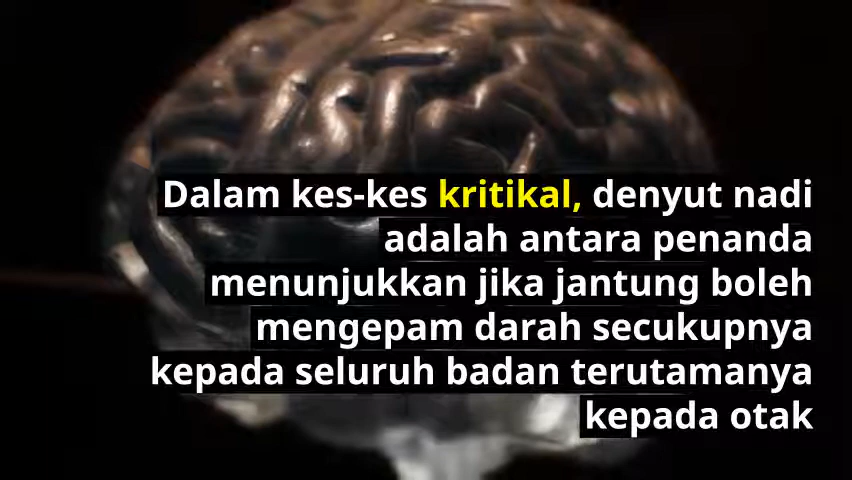 Dalam kes-kes kritikal, denyut nadi
adalah antara penanda
menunjukkan jika jantung boleh
mengepam darah secukupnya
kepada seluruh badan terutamanya
kepada otak